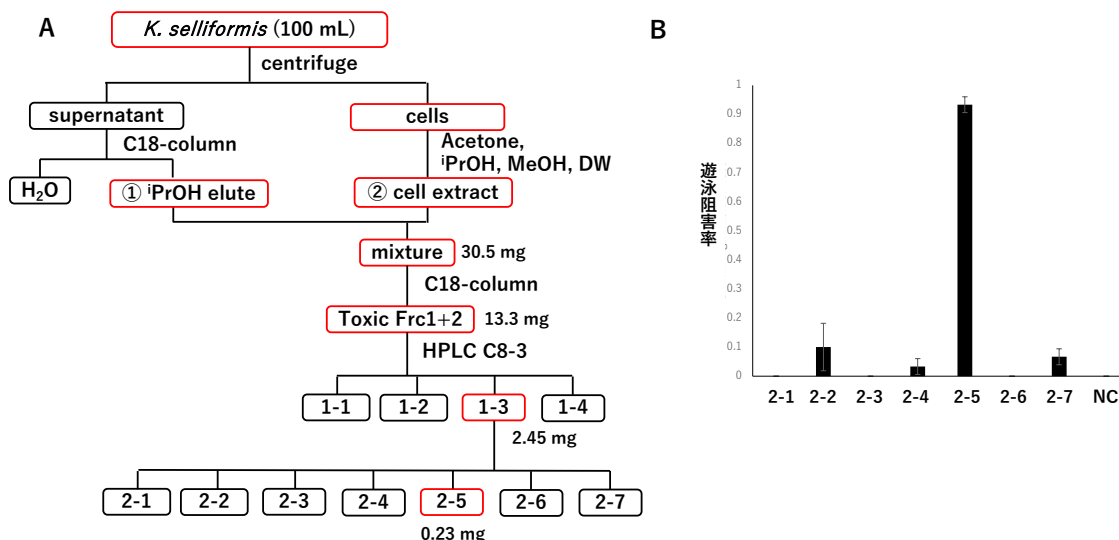 A
K. selliformis (100 mL)
centrifuge
supernatant
cells
C18-column
Acetone,
ⁱPrOH, MeOH, DW
H₂O
① ⁱPrOH elute
② cell extract
mixture
30.5 mg
C18-column
Toxic Frc1+2
13.3 mg
HPLC C8-3
1-1
1-2
1-3
1-4
2.45 mg
2-1
2-2
2-3
2-4
2-5
2-6
2-7
0.23 mg
B
遊泳阻害率
1
0.9
0.8
0.7
0.6
0.5
0.4
0.3
0.2
0.1
0
2-1
2-2
2-3
2-4
2-5
2-6
2-7
NC